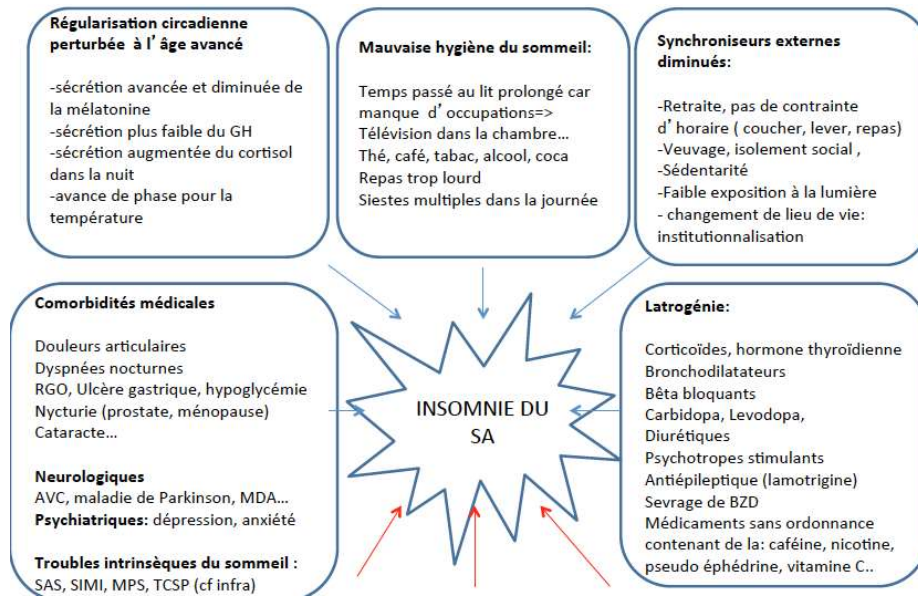 Régularisation circadienne
perturbée à l'âge avancé
-sécrétion avancée et diminuée de
la mélatonine
-sécrétion plus faible du GH
-sécrétion augmentée du cortisol
dans la nuit
-avance de phase pour la
température
Mauvaise hygiène du sommeil:
Temps passé au lit prolongé car
manque d'occupations=>
Télévision dans la chambre...
Thé, café, tabac, alcool, coca
Repas trop lourd
Siestes multiples dans la journée
Synchroniseurs externes
diminués:
-Retraite, pas de contrainte
d'horaire ( coucher, lever, repas)
-Veuvage, isolement social ,
-Sédentarité
-Faible exposition à la lumière
- changement de lieu de vie:
institutionnalisation
Comorbidités médicales
Douleurs articulaires
Dyspnées nocturnes
RGO, Ulcère gastrique, hypoglycémie
Nycturie (prostate, ménopause)
Cataracte...
Neurologiques
AVC, maladie de Parkinson, MDA...
Psychiatriques: dépression, anxiété
Troubles intrinsèques du sommeil :
SAS, SIMI, MPS, TCSP (cf infra)
INSOMNIE DU
SA
Latrogénie:
Corticoïdes, hormone thyroïdienne
Bronchodilatateurs
Bêta bloquants
Carbidopa, Levodopa,
Diurétiques
Psychotropes stimulants
Antiépileptique (lamotrigine)
Sevrage de BZD
Médicaments sans ordonnance
contenant de la: caféine, nicotine,
pseudo éphédrine, vitamine C..